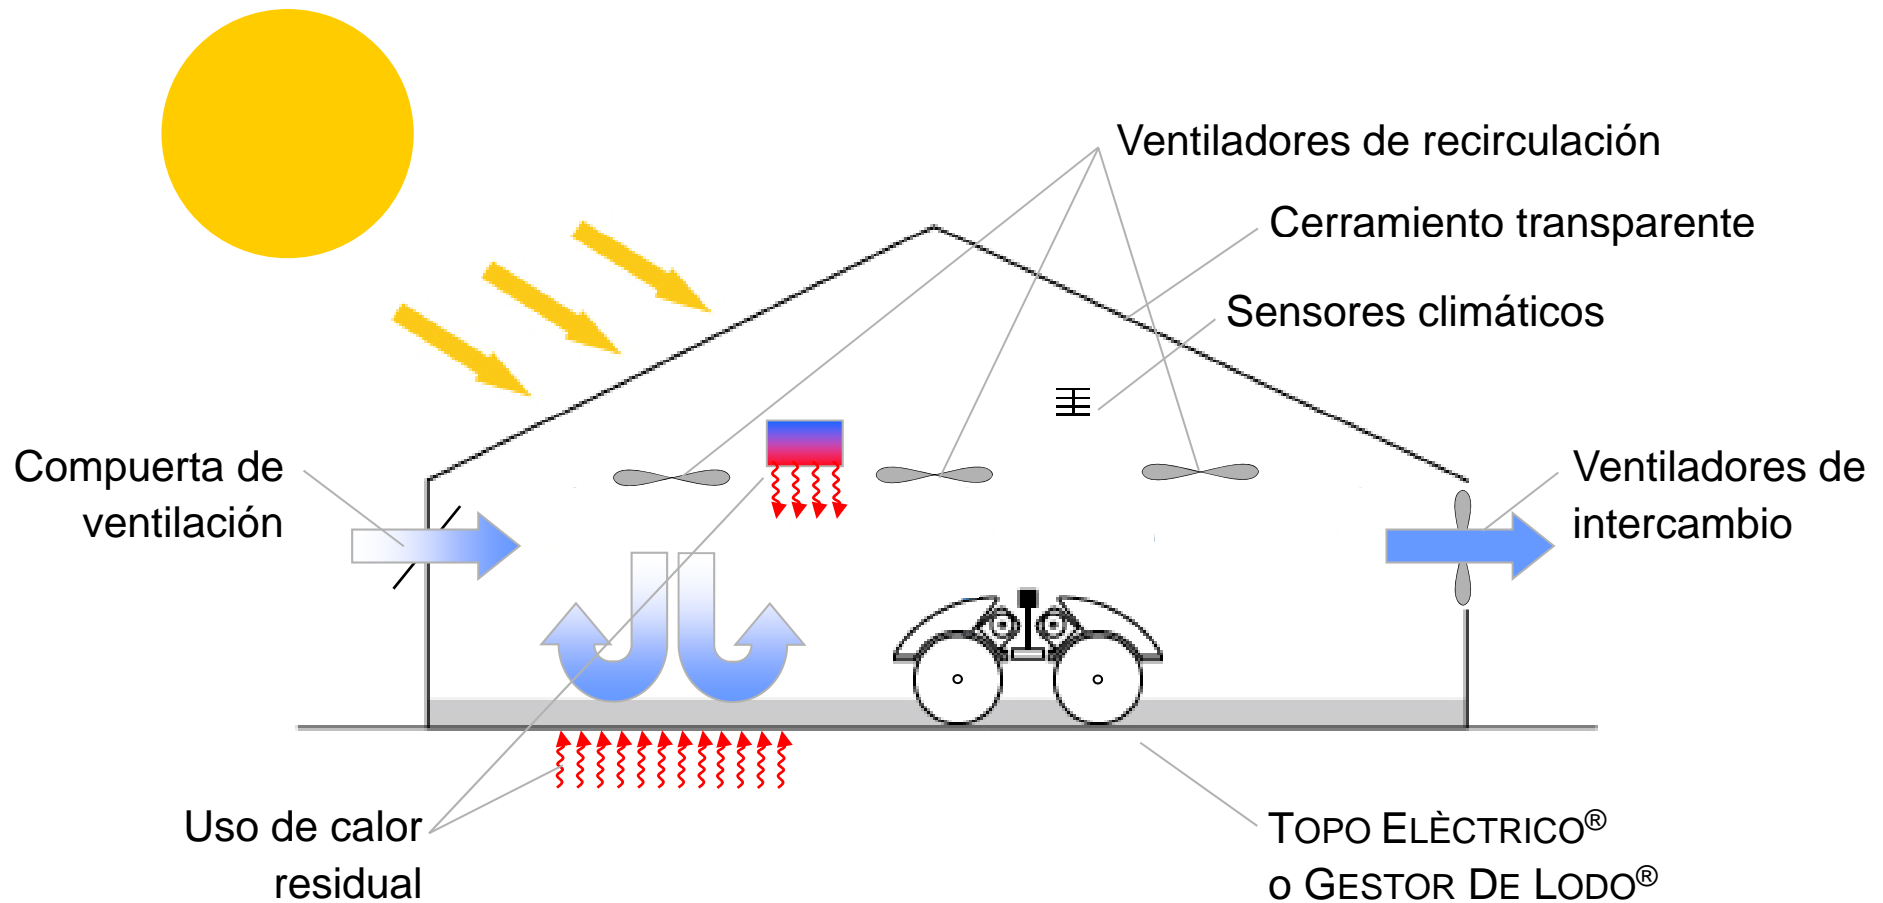 Ventiladores de recirculación
Cerramiento transparente
Sensores climáticos
Compuerta de
ventilación
Ventiladores de
intercambio
Uso de calor
residual
TOPO ELÈCTRICO®
o GESTOR DE LODO®